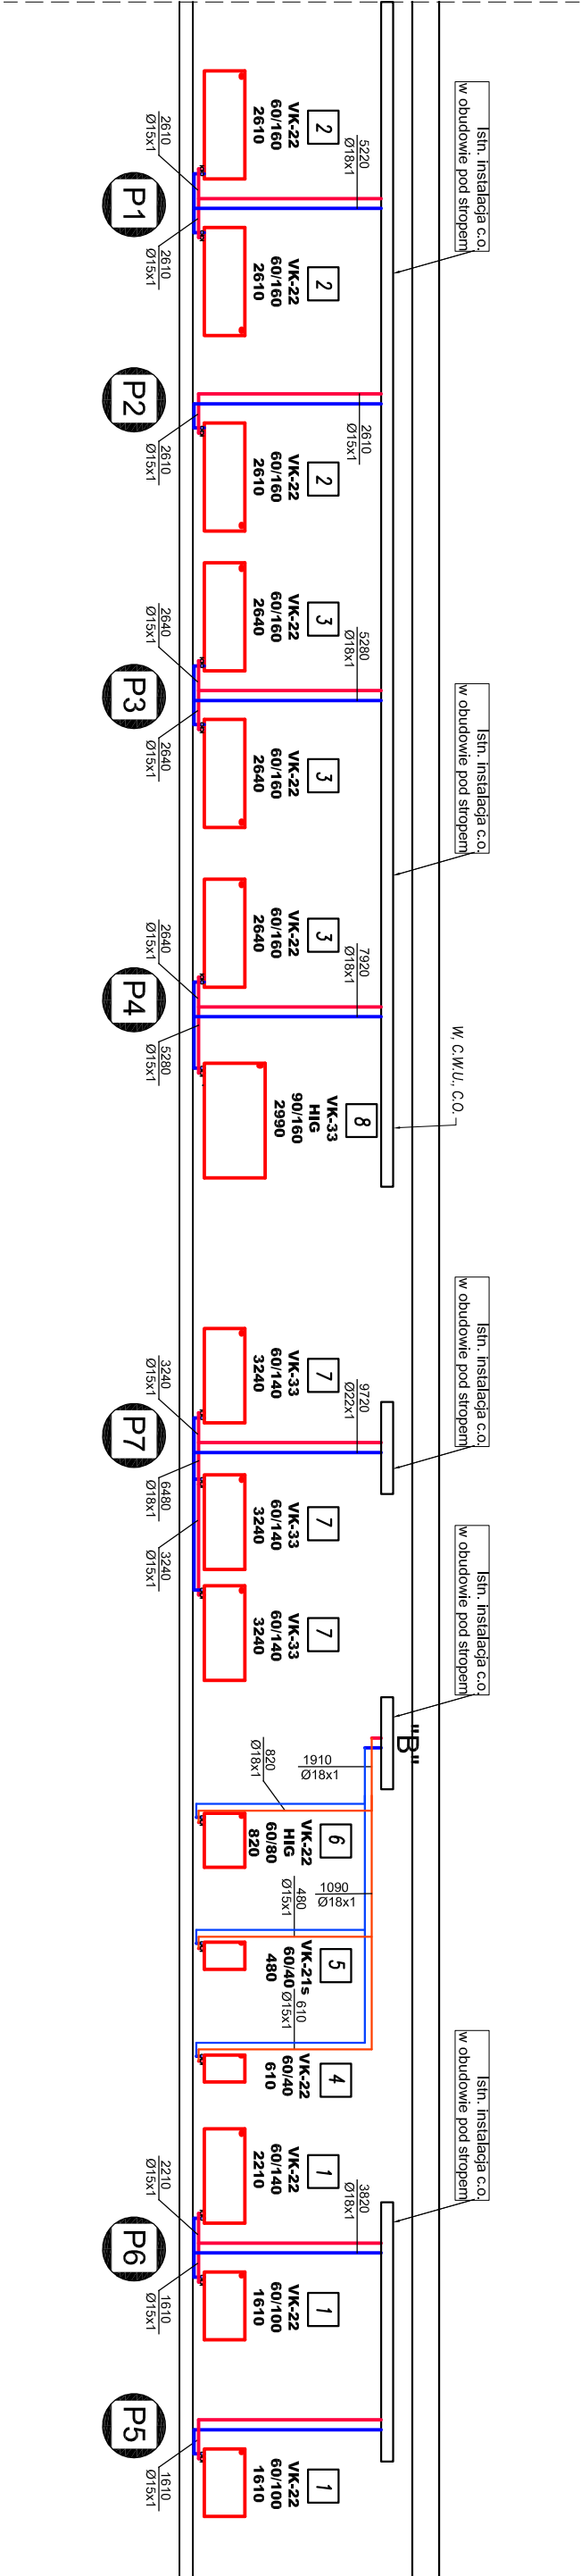 Istn. instalacja c.o.
w obudowie pod stropem
2
VK-22
60/160
2610
5220
Ø18x1
2610
Ø15x1
P1
2610
Ø15x1
2
VK-22
60/160
2610
P2
2610
Ø15x1
2610
Ø15x1
2
VK-22
60/160
2610
Istn. instalacja c.o.
w obudowie pod stropem
3
VK-22
60/160
2640
5280
Ø18x1
2640
Ø15x1
P3
2640
Ø15x1
3
VK-22
60/160
2640
3
VK-22
60/160
2640
7920
Ø18x1
2640
Ø15x1
P4
5280
Ø15x1
W, C.W.U., C.O.
8
VK-33
HIG
90/160
2990
Istn. instalacja c.o.
w obudowie pod stropem
7
VK-33
60/140
3240
9720
Ø22x1
3240
Ø15x1
P7
6480
Ø18x1
3240
Ø15x1
7
VK-33
60/140
3240
7
VK-33
60/140
3240
Istn. instalacja c.o.
w obudowie pod stropem
"B"
1910
Ø18x1
820
Ø18x1
6
VK-22
HIG
60/80
820
1090
Ø18x1
480
Ø15x1
5
VK-21s
60/40
480
610
Ø15x1
4
VK-22
60/40
610
Istn. instalacja c.o.
w obudowie pod stropem
1
VK-22
60/140
2210
3820
Ø18x1
2210
Ø15x1
P6
1610
Ø15x1
1
VK-22
60/100
1610
P5
1610
Ø15x1
1
VK-22
60/100
1610